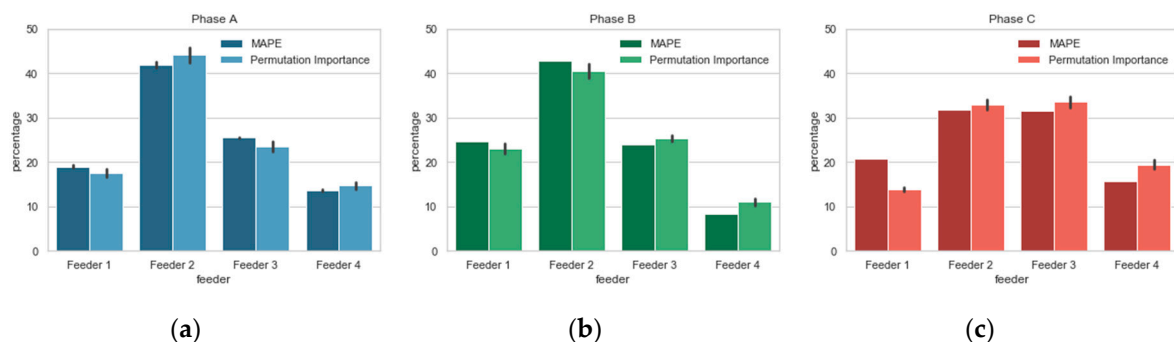 Phase A
50
40
30
20
10
0
percentage
MAPE
Permutation Importance
Feeder 1 Feeder 2 Feeder 3 Feeder 4
feeder
(a)
Phase B
50
40
30
20
10
0
percentage
MAPE
Permutation Importance
Feeder 1 Feeder 2 Feeder 3 Feeder 4
feeder
(b)
Phase C
50
40
30
20
10
0
percentage
MAPE
Permutation Importance
Feeder 1 Feeder 2 Feeder 3 Feeder 4
feeder
(c)